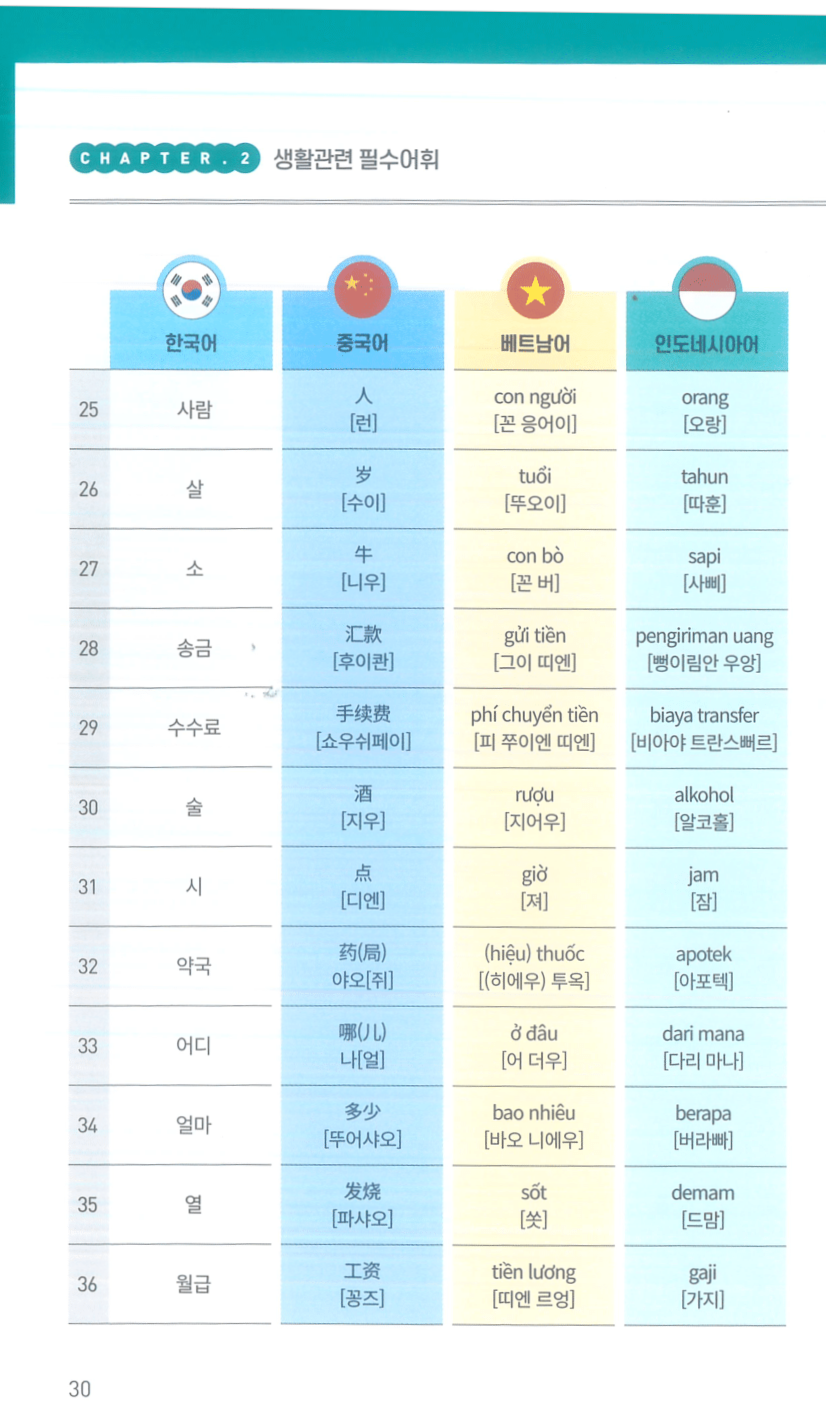 CHAPTER.2 생활관련 필수어휘
한국어 중국어 베트남어 인도네시아어
25 사람 人 con người orang
[런] [꼰 응어이] [오랑]
26 살 岁 tuổi tahun
[수이] [뚜오이] [따훈]
27 소 牛 con bò sapi
[니우] [꼰 버] [사삐]
28 송금 汇款 gửi tiền pengiriman uang
[후이콴] [그이 띠엔] [뻥이림안 우앙]
29 수수료 手续费 phí chuyển tiền biaya transfer
[쇼우쉬페이] [피 쭈이엔 띠엔] [비아야 트란스뻐르]
30 술 酒 rượu alkohol
[지우] [지어우] [알코홀]
31 시 点 giờ jam
[디엔] [져] [잠]
32 약국 药(局) (hiệu) thuốc apotek
야오[쥐] [(히에우) 투옥] [아포텍]
33 어디 哪(儿) ở đâu dari mana
나[얼] [어 더우] [다리 마나]
34 얼마 多少 bao nhiêu berapa
[뚜어샤오] [바오 니에우] [버라빠]
35 열 发烧 sốt demam
[파샤오] [쏫] [드맘]
36 월급 工资 tiền lương gaji
[꽁즈] [띠엔 르엉] [가지]
30